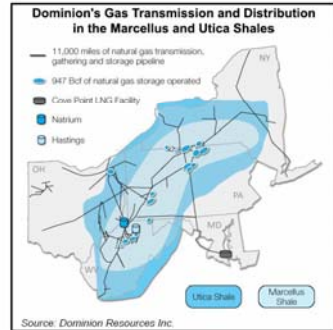 Dominion's Gas Transmission and Distribution
in the Marcellus and Utica Shales
11,000 miles of natural gas transmission,
gathering and storage pipeline
947 Bcf of natural gas storage operated
Cove Point LNG Facility
Natrium
Hastings
NY
OH
PA
MD
WV
Utica Shale
Marcellus
Shale
Source: Dominion Resources Inc.